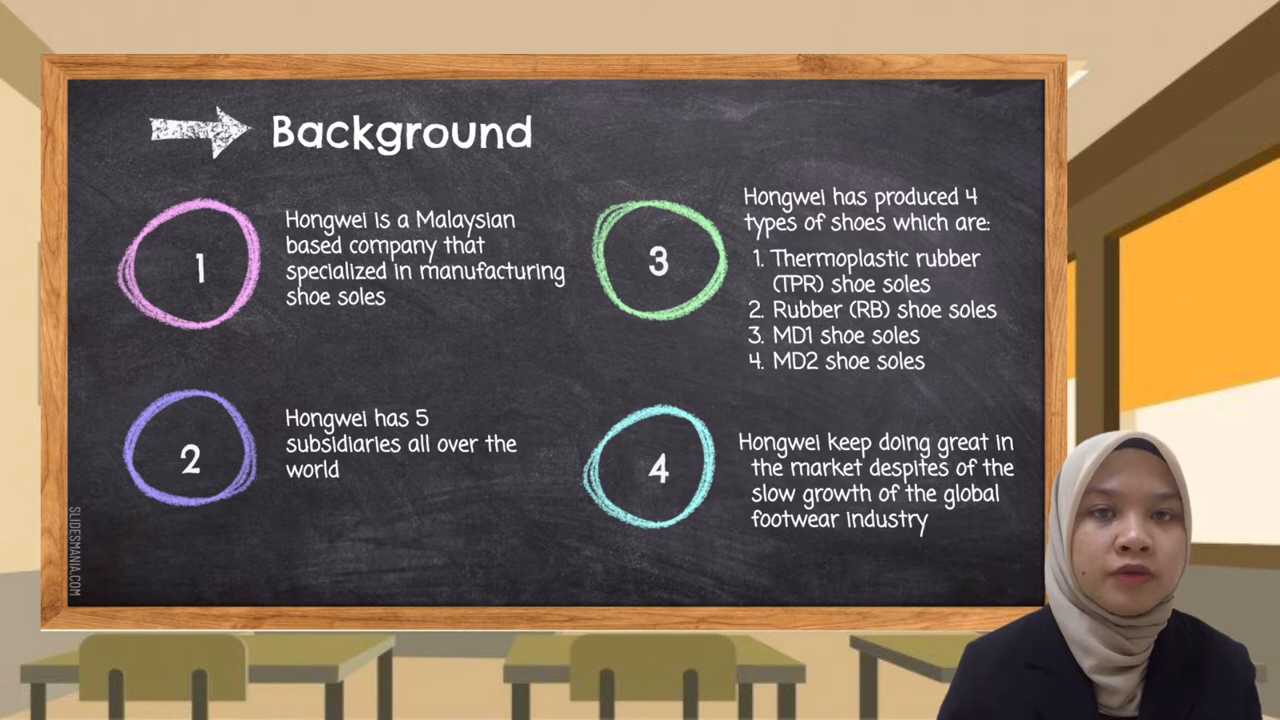 Background
1
Hongwei is a Malaysian
based company that
specialized in manufacturing
shoe soles
2
Hongwei has 5
subsidiaries all over the
world
3
Hongwei has produced 4
types of shoes which are:
1. Thermoplastic rubber
(TPR) shoe soles
2. Rubber (RB) shoe soles
3. MD1 shoe soles
4. MD2 shoe soles
4
Hongwei keep doing great in
the market despites of the
slow growth of the global
footwear industry
SLIDESMANIA.COM